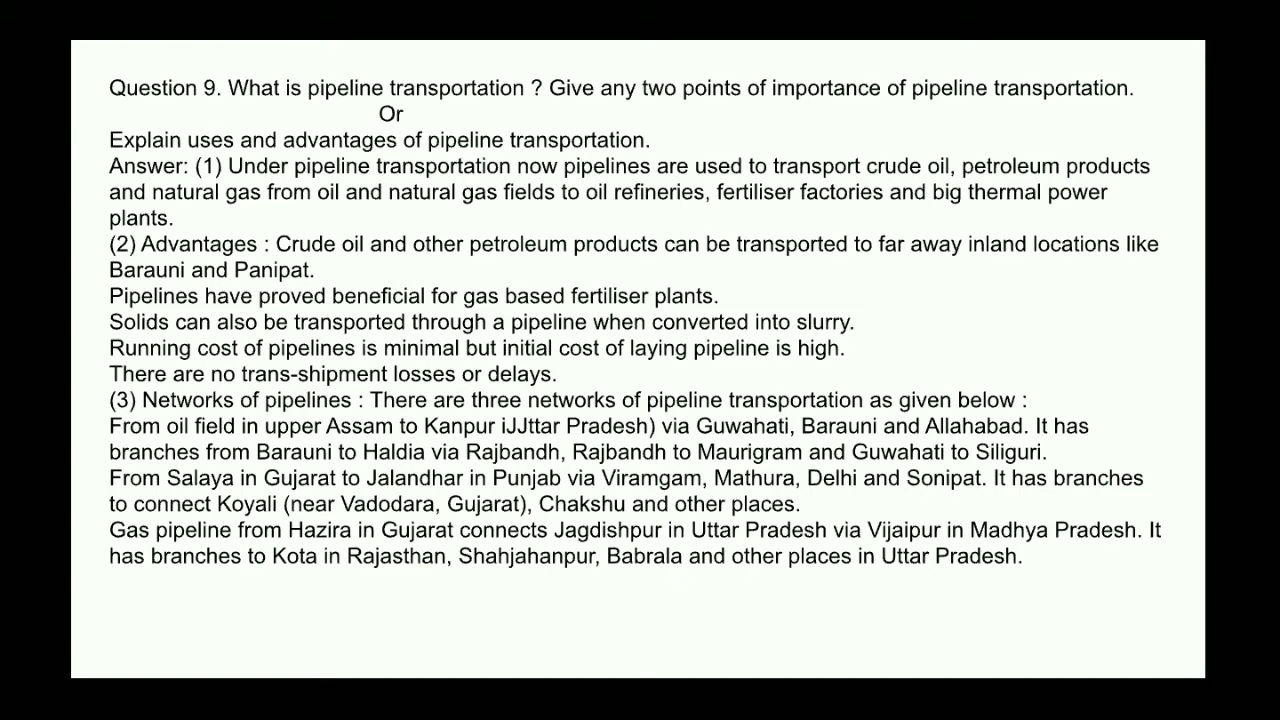 Question 9. What is pipeline transportation ? Give any two points of importance of pipeline transportation.
Or
Explain uses and advantages of pipeline transportation.
Answer: (1) Under pipeline transportation now pipelines are used to transport crude oil, petroleum products
and natural gas from oil and natural gas fields to oil refineries, fertiliser factories and big thermal power
plants.
(2) Advantages : Crude oil and other petroleum products can be transported to far away inland locations like
Barauni and Panipat.
Pipelines have proved beneficial for gas based fertiliser plants.
Solids can also be transported through a pipeline when converted into slurry.
Running cost of pipelines is minimal but initial cost of laying pipeline is high.
There are no trans-shipment losses or delays.
(3) Networks of pipelines : There are three networks of pipeline transportation as given below :
From oil field in upper Assam to Kanpur iJJttar Pradesh) via Guwahati, Barauni and Allahabad. It has
branches from Barauni to Haldia via Rajbandh, Rajbandh to Maurigram and Guwahati to Siliguri.
From Salaya in Gujarat to Jalandhar in Punjab via Viramgam, Mathura, Delhi and Sonipat. It has branches
to connect Koyali (near Vadodara, Gujarat), Chakshu and other places.
Gas pipeline from Hazira in Gujarat connects Jagdishpur in Uttar Pradesh via Vijaipur in Madhya Pradesh. It
has branches to Kota in Rajasthan, Shahjahanpur, Babrala and other places in Uttar Pradesh.